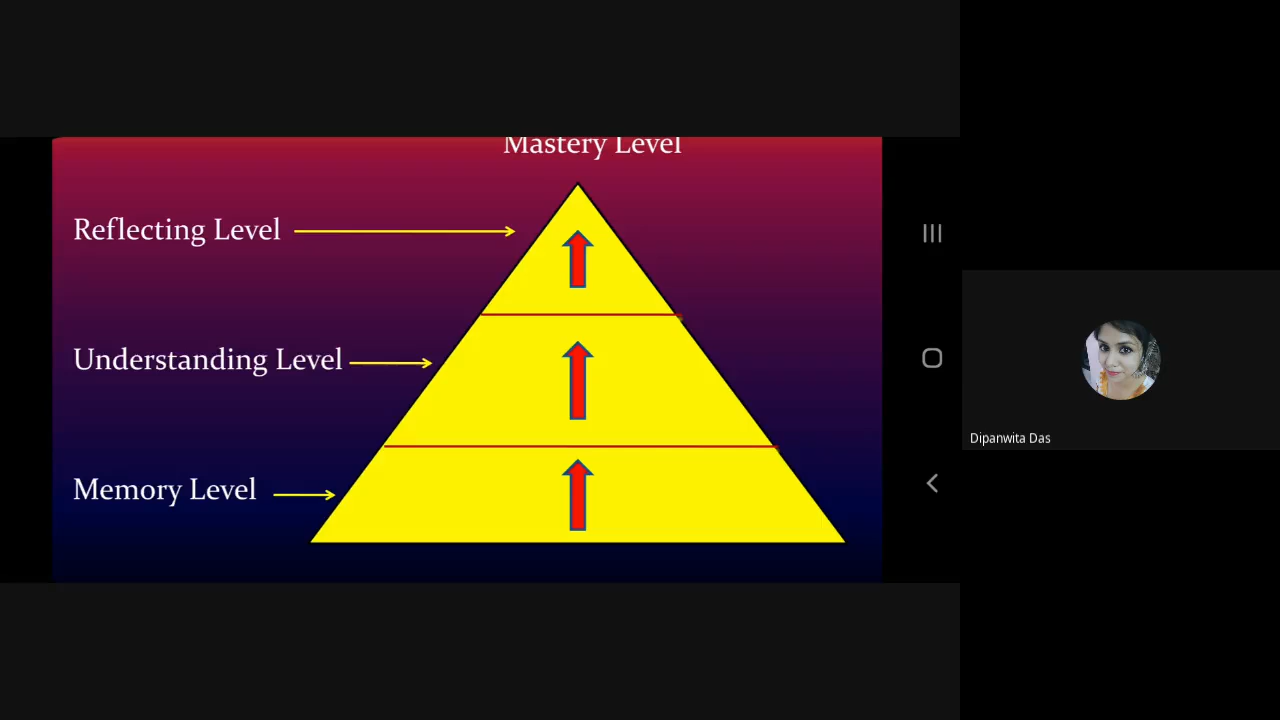 Mastery Level
Reflecting Level
Understanding Level
Memory Level
Dipanwita Das